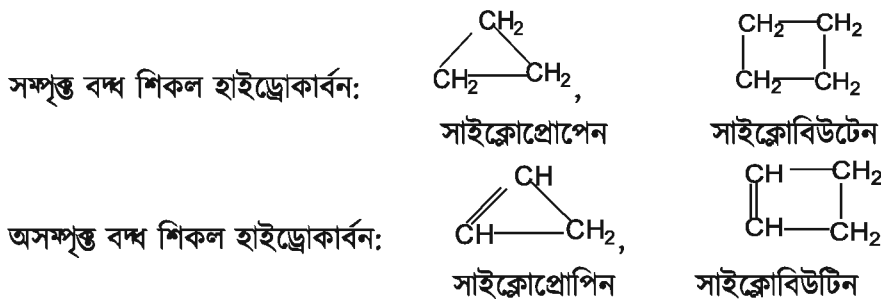 CH₂
CH₂ CH₂,
CH₂ CH₂
CH₂ CH₂
সম্পৃক্ত বদ্ধ শিকল হাইড্রোকার্বন:
সাইক্লোপ্রোপেন সাইক্লোবিউটেন
CH
CH CH₂,
CH CH₂
CH CH₂
অসম্পৃক্ত বদ্ধ শিকল হাইড্রোকার্বন:
সাইক্লোপ্রোপিন সাইক্লোবিউটিন